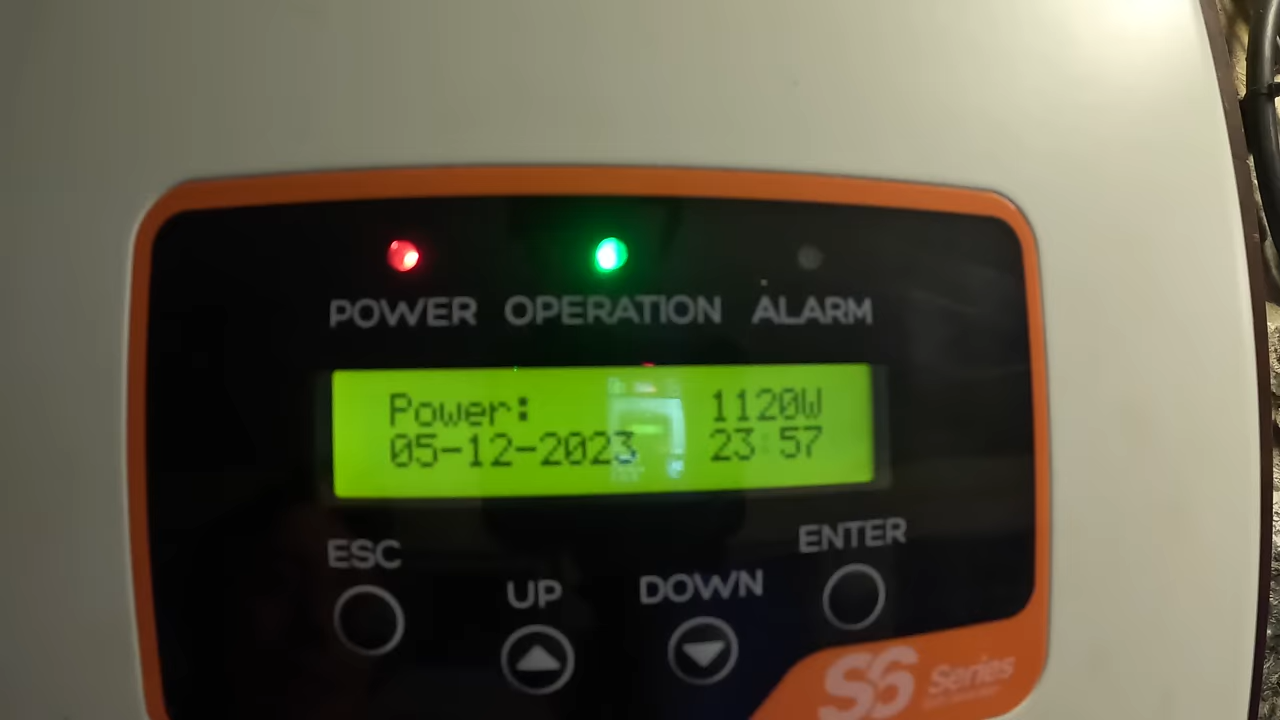 POWER OPERATION ALARM
Power: 1120W
05-12-2023 23:57
ESC UP DOWN ENTER
S6 Series